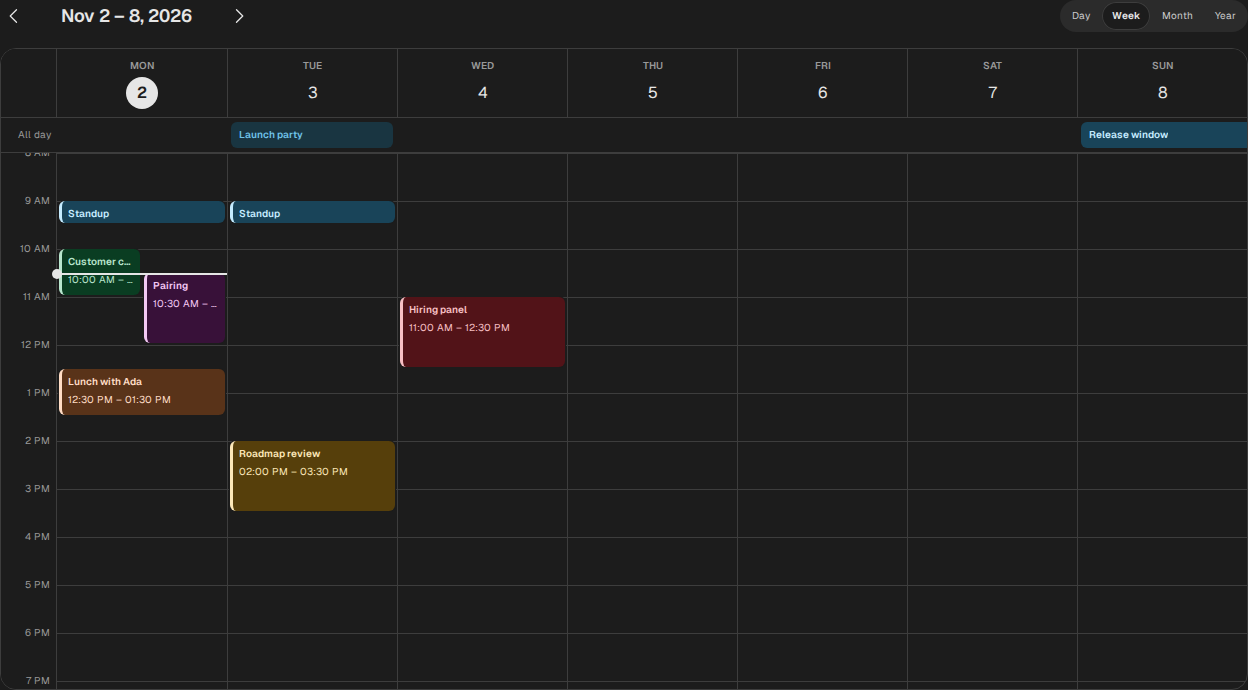 Nov 2 – 8, 2026
Day Week Month Year
MON TUE WED THU FRI SAT SUN
2 3 4 5 6 7 8
All day Launch party Release window
8 AM
9 AM
Standup Standup
10 AM
Customer c...
10:00 AM – _
Pairing
11 AM
10:30 AM – _
Hiring panel
11:00 AM – 12:30 PM
12 PM
Lunch with Ada
1 PM
12:30 PM – 01:30 PM
2 PM
Roadmap review
02:00 PM – 03:30 PM
3 PM
4 PM
5 PM
6 PM
7 PM